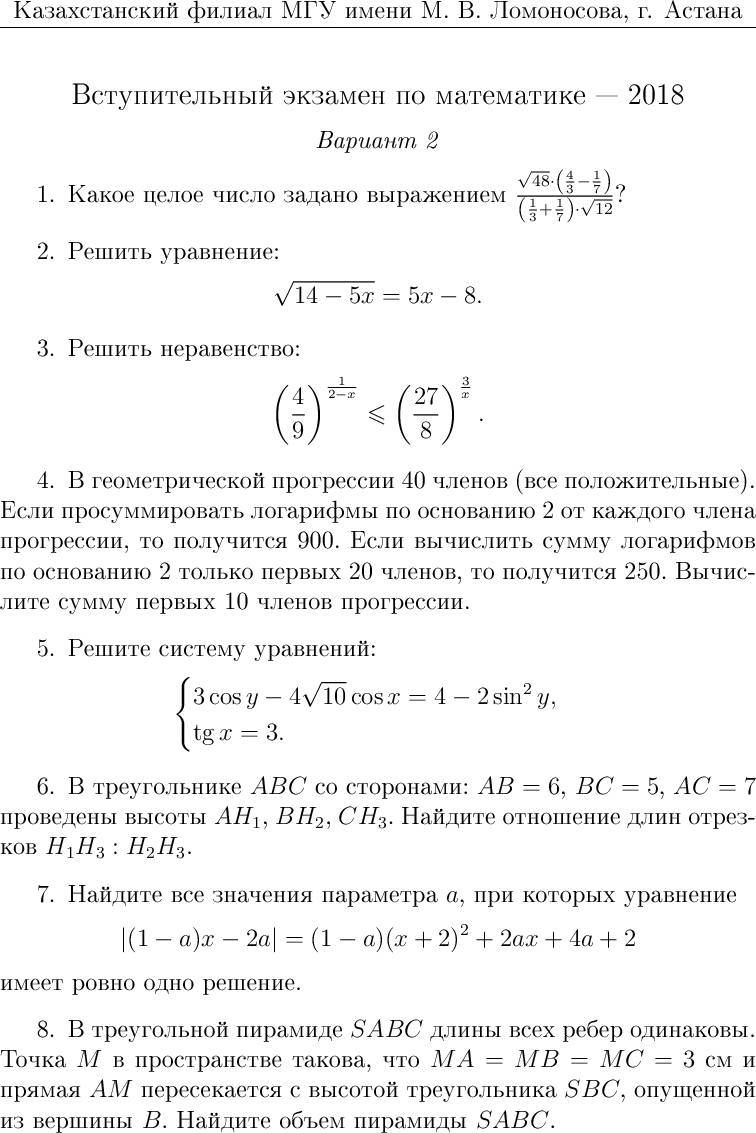 Казахстанский филиал МГУ имени М. В. Ломоносова, г. Астана
Вступительный экзамен по математике — 2018
Вариант 2
1. Какое целое число задано выражением $\frac{\sqrt{48}\cdot\left(\frac{4}{3}-\frac{1}{7}\right)}{\left(\frac{1}{3}+\frac{1}{7}\right)\cdot\sqrt{12}}$?
2. Решить уравнение:
$\sqrt{14-5x} = 5x - 8.$
3. Решить неравенство:
$\left(\frac{4}{9}\right)^{\frac{1}{2-x}} \leqslant \left(\frac{27}{8}\right)^{\frac{3}{x}}.$
4. В геометрической прогрессии 40 членов (все положительные).
Если просуммировать логарифмы по основанию 2 от каждого члена
прогрессии, то получится 900. Если вычислить сумму логарифмов
по основанию 2 только первых 20 членов, то получится 250. Вычис-
лите сумму первых 10 членов прогрессии.
5. Решите систему уравнений:
$\begin{cases} 3\cos y - 4\sqrt{10}\cos x = 4 - 2\sin^2 y, \\ \operatorname{tg} x = 3. \end{cases}$
6. В треугольнике $ABC$ со сторонами: $AB = 6$, $BC = 5$, $AC = 7$
проведены высоты $AH_1$, $BH_2$, $CH_3$. Найдите отношение длин отрез-
ков $H_1H_3 : H_2H_3$.
7. Найдите все значения параметра $a$, при которых уравнение
$|(1-a)x - 2a| = (1-a)(x+2)^2 + 2ax + 4a + 2$
имеет ровно одно решение.
8. В треугольной пирамиде $SABC$ длины всех ребер одинаковы.
Точка $M$ в пространстве такова, что $MA = MB = MC = 3$ см и
прямая $AM$ пересекается с высотой треугольника $SBC$, опущенной
из вершины $B$. Найдите объем пирамиды $SABC$.